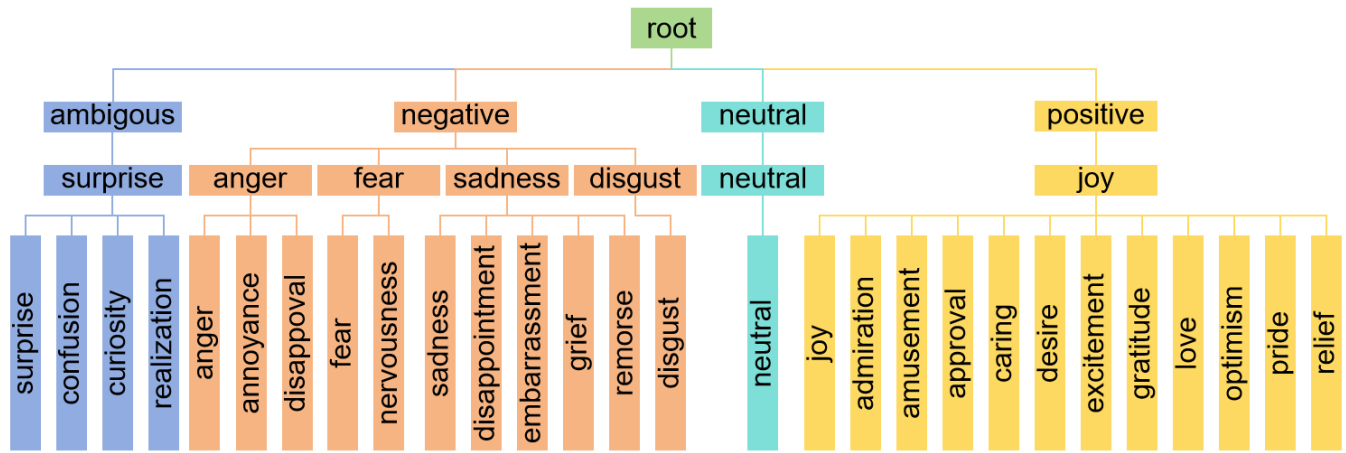 root
ambigous
negative
neutral
positive
surprise
anger
fear
sadness
disgust
neutral
joy
surprise
confusion
curiosity
realization
anger
annoyance
disappoval
fear
nervousness
sadness
disappointment
embarrassment
grief
remorse
disgust
neutral
joy
admiration
amusement
approval
caring
desire
excitement
gratitude
love
optimism
pride
relief